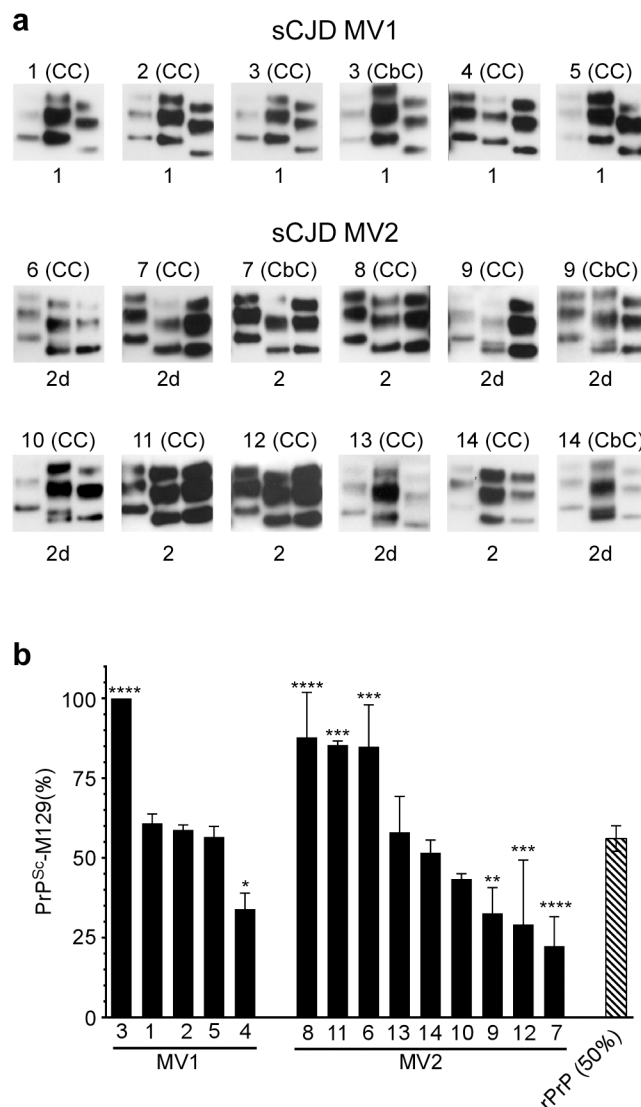 a
sCJD MV1
1 (CC) 2 (CC) 3 (CC) 3 (CbC) 4 (CC) 5 (CC)
1 1 1 1 1 1
sCJD MV2
6 (CC) 7 (CC) 7 (CbC) 8 (CC) 9 (CC) 9 (CbC)
2d 2d 2 2 2d 2d
10 (CC) 11 (CC) 12 (CC) 13 (CC) 14 (CC) 14 (CbC)
2d 2 2 2d 2 2d
b
PrPSc-M129(%)
100
75
50
25
0
**** * **** *** *** ** *** ****
3 1 2 5 4 8 11 6 13 14 10 9 12 7
MV1 MV2
rPrP (50%)